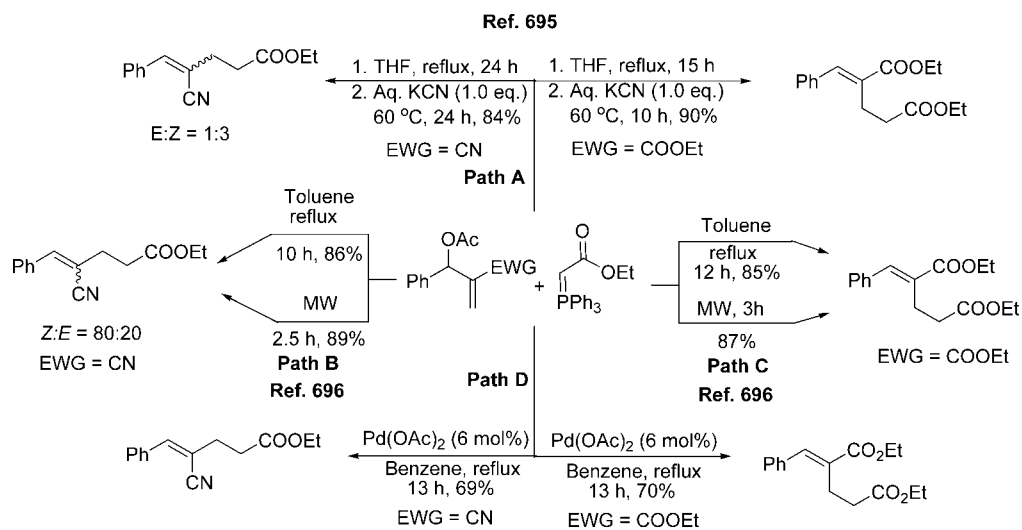 Ref. 695
Ph
CN
COOEt
E:Z = 1:3
1. THF, reflux, 24 h
2. Aq. KCN (1.0 eq.)
60 °C, 24 h, 84%
EWG = CN
1. THF, reflux, 15 h
2. Aq. KCN (1.0 eq.)
60 °C, 10 h, 90%
EWG = COOEt
Path A
Ph
COOEt
COOEt
Ph
CN
COOEt
Z:E = 80:20
EWG = CN
Toluene
reflux
10 h, 86%
MW
2.5 h, 89%
Path B
Ref. 696
OAc
Ph
EWG
+
O
OEt
PPh3
Toluene
reflux
12 h, 85%
MW, 3h
87%
Path C
Ref. 696
Ph
COOEt
COOEt
EWG = COOEt
Path D
Ph
CN
COOEt
Pd(OAc)2 (6 mol%)
Benzene, reflux
13 h, 69%
EWG = CN
Pd(OAc)2 (6 mol%)
Benzene, reflux
13 h, 70%
EWG = COOEt
Ph
CO2Et
CO2Et